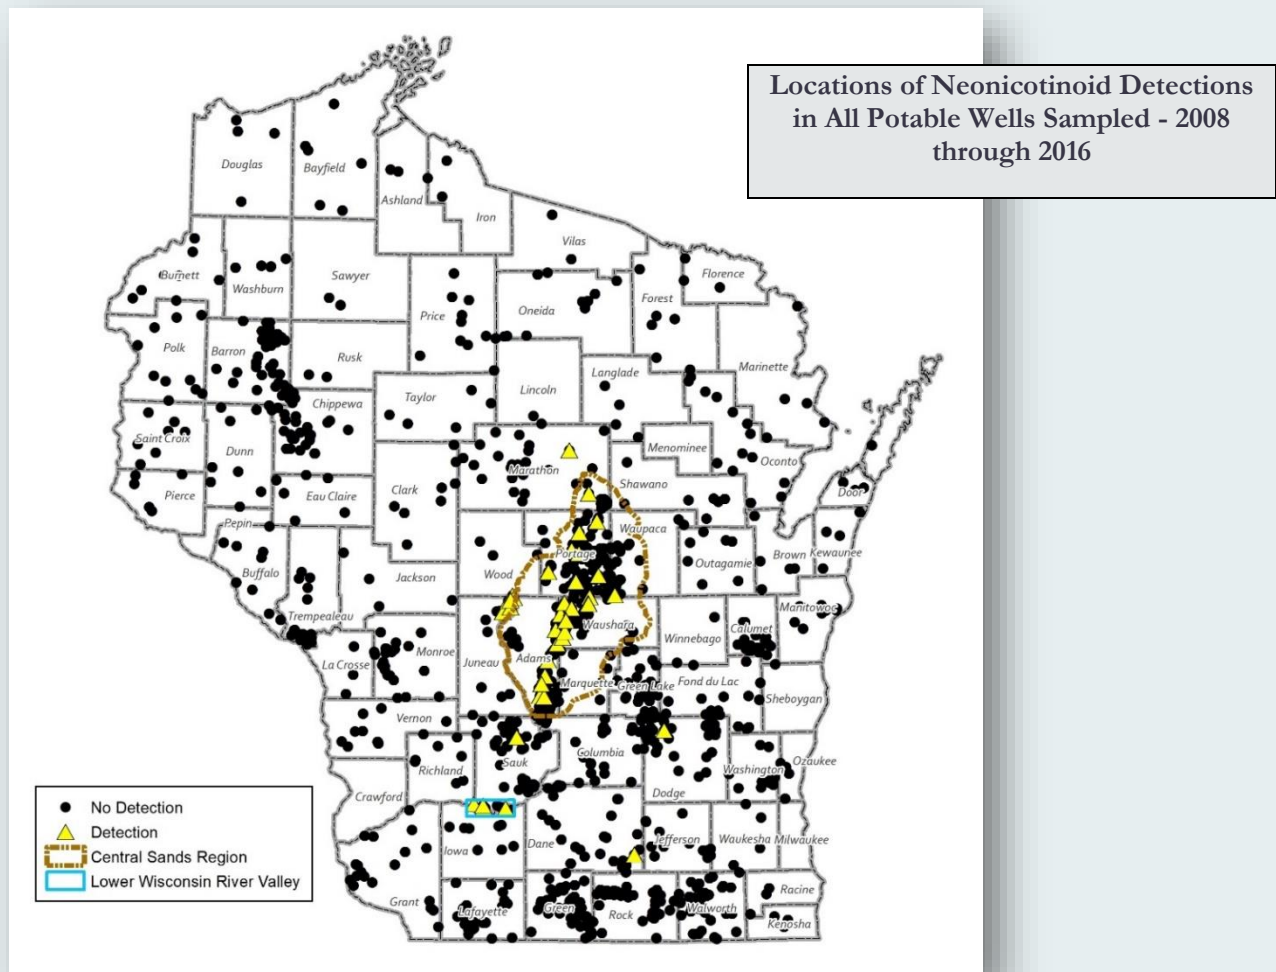 Locations of Neonicotinoid Detections
in All Potable Wells Sampled - 2008
through 2016
Douglas
Bayfield
Ashland
Iron
Vilas
Burnett
Washburn
Sawyer
Florence
Forest
Price
Oneida
Polk
Barron
Rusk
Marinette
Langlade
Lincoln
Taylor
Chippewa
Saint Croix
Dunn
Menominee
Oconto
Marathon
Shawano
Clark
Door
Pierce
Eau Claire
Pepin
Waupaca
Portage
Brown
Kewaunee
Outagamie
Buffalo
Wood
Jackson
Trempealeau
Manitowoc
Waushara
Winnebago
Calumet
Monroe
La Crosse
Juneau
Adams
Marquette
Green Lake
Fond du Lac
Sheboygan
Vernon
Columbia
Sauk
Richland
Washington
Ozaukee
Crawford
Dodge
Iowa
Dane
Jefferson
Waukesha
Milwaukee
Grant
Lafayette
Green
Rock
Walworth
Racine
Kenosha
No Detection
Detection
Central Sands Region
Lower Wisconsin River Valley